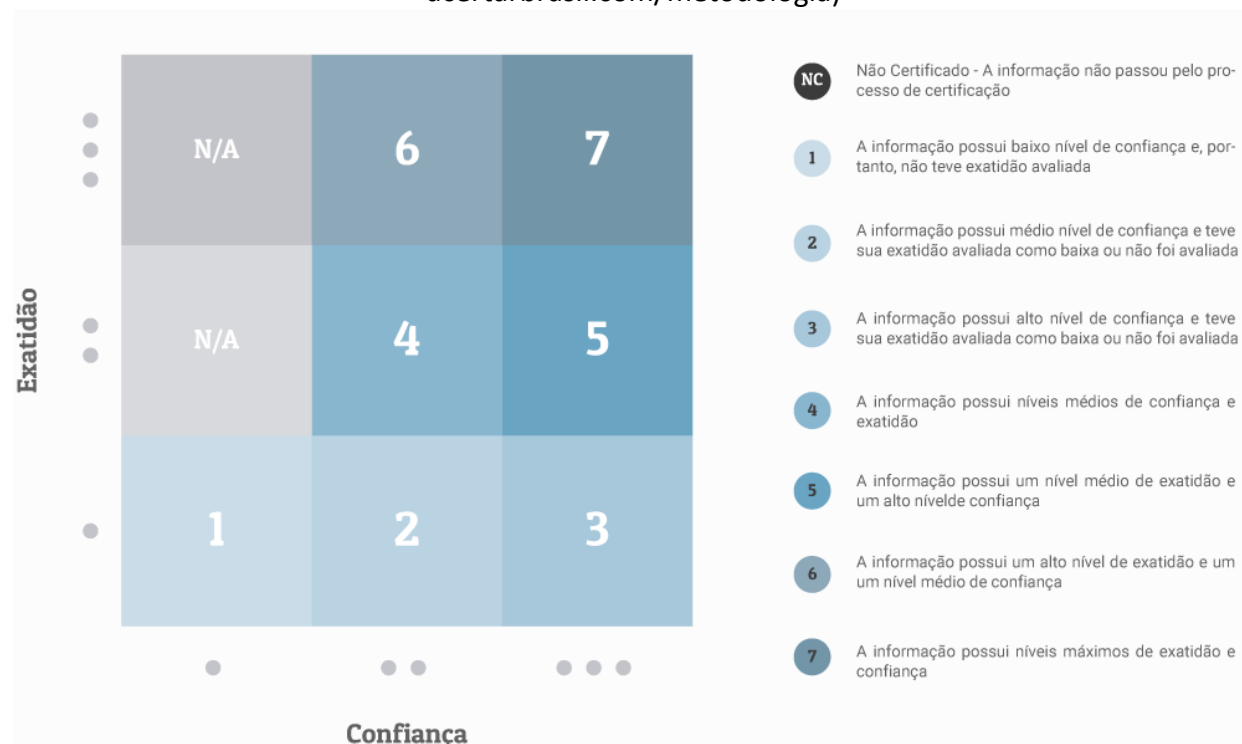 acertarbrasil.com/metodologia/
N/A
6
7
N/A
4
5
1
2
3
Exatidão
Confiança
NC
Não Certificado - A informação não passou pelo pro-
cesso de certificação
1
A informação possui baixo nível de confiança e, por-
tanto, não teve exatidão avaliada
2
A informação possui médio nível de confiança e teve
sua exatidão avaliada como baixa ou não foi avaliada
3
A informação possui alto nível de confiança e teve
sua exatidão avaliada como baixa ou não foi avaliada
4
A informação possui níveis médios de confiança e
exatidão
5
A informação possui um nível médio de exatidão e
um alto nívelde confiança
6
A informação possui um alto nível de exatidão e um
um nível médio de confiança
7
A informação possui níveis máximos de exatidão e
confiança